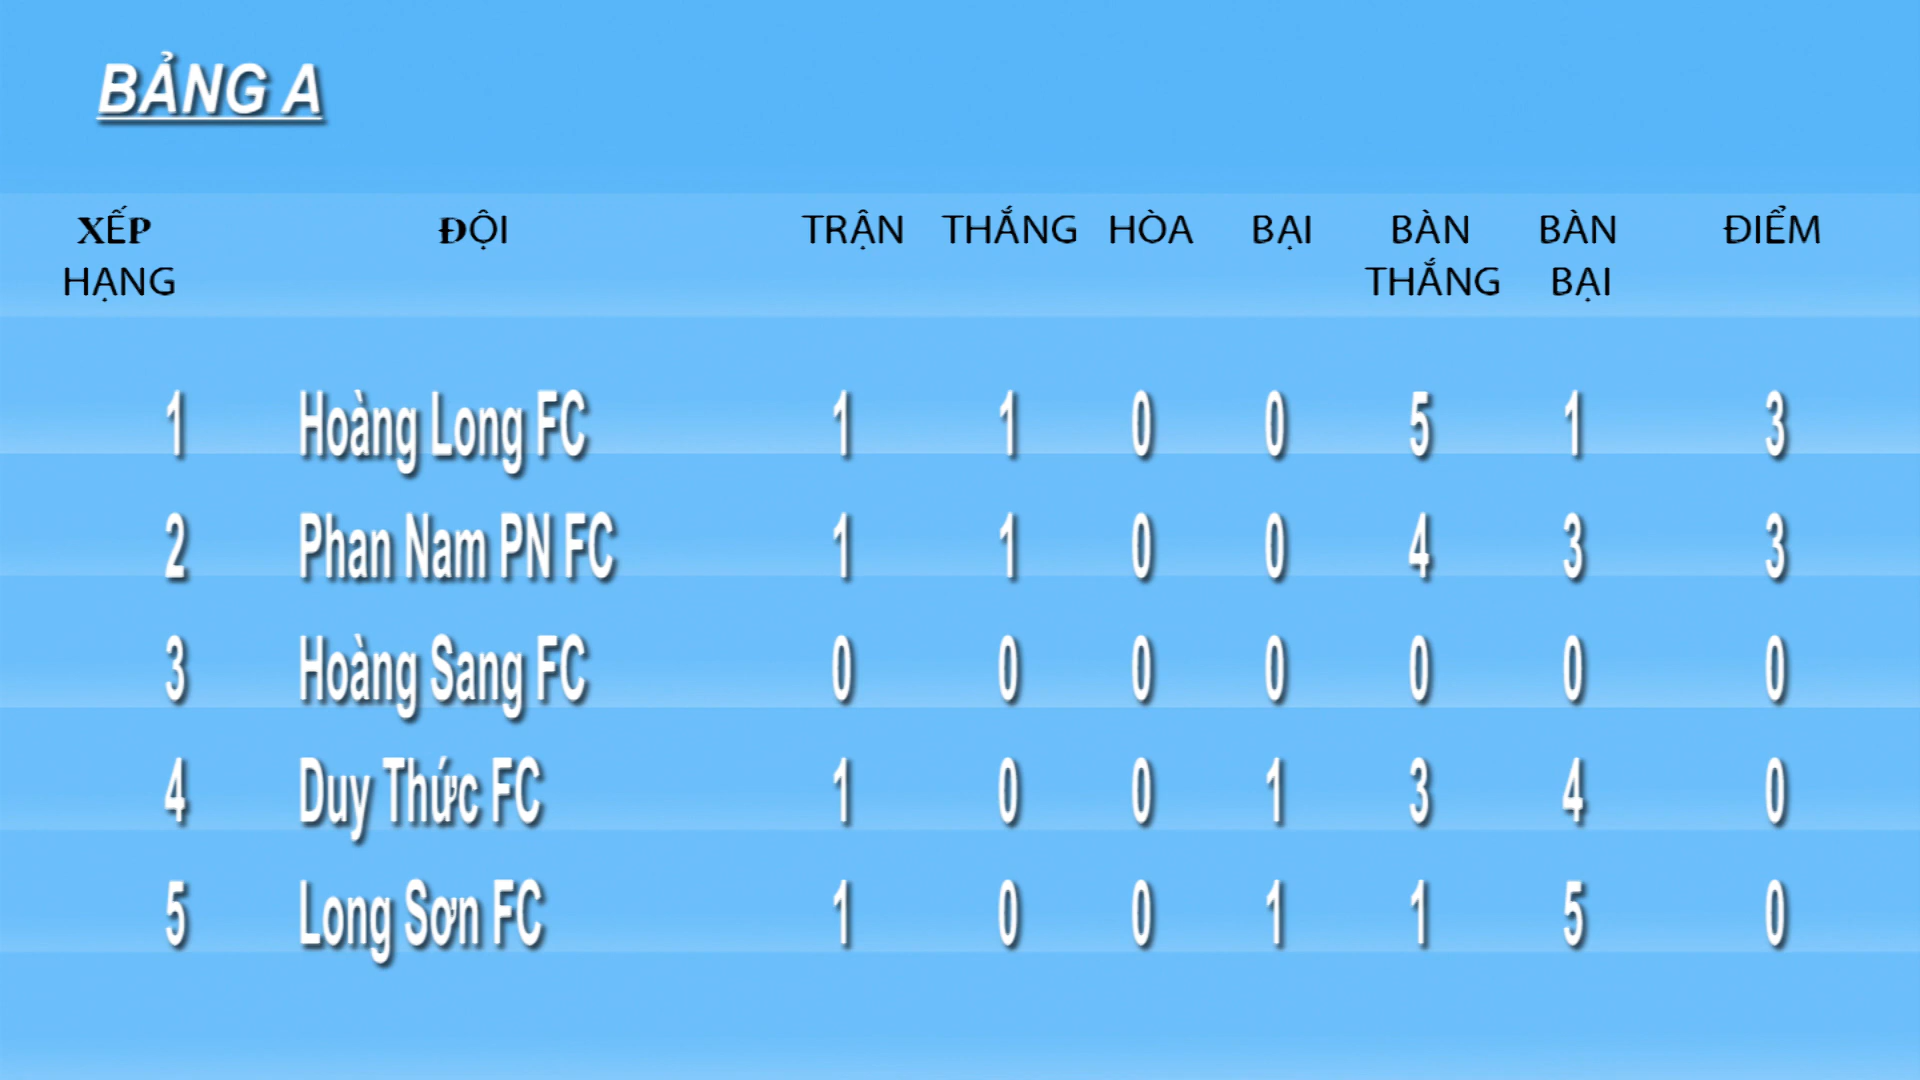 BẢNG A
XẾP HẠNG ĐỘI TRẬN THẮNG HÒA BẠI BÀN THẮNG BÀN BẠI ĐIỂM
1 Hoàng Long FC 1 1 0 0 5 1 3
2 Phan Nam PN FC 1 1 0 0 4 3 3
3 Hoàng Sang FC 0 0 0 0 0 0 0
4 Duy Thức FC 1 0 0 1 3 4 0
5 Long Sơn FC 1 0 0 1 1 5 0